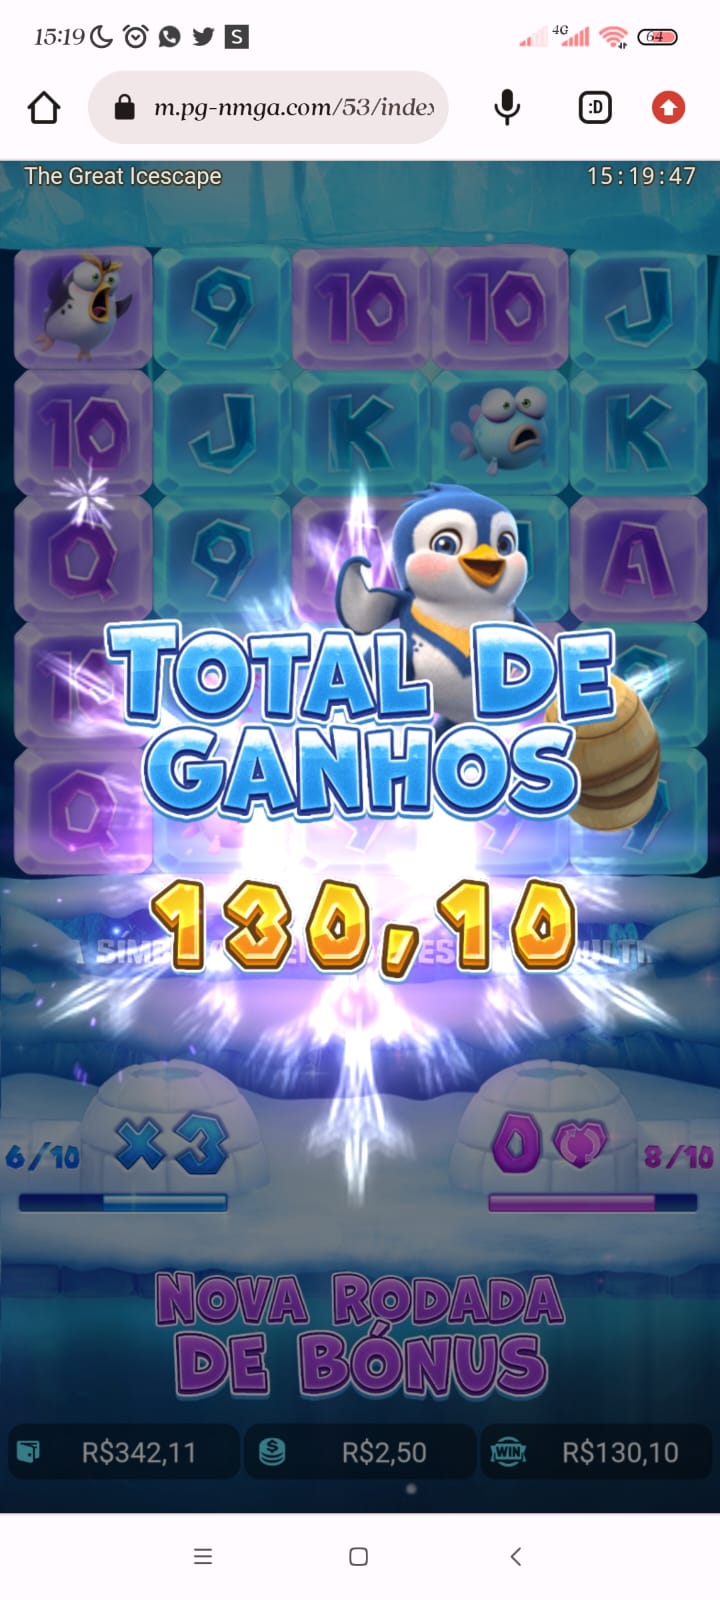 15:19
S
4G
64
m.pg-nmga.com/53/index
:D
The Great Icescape
15:19:47
9 10 10 J
10 J K K
Q 9 A
Q
TOTAL DE
GANHOS
130,10
6/10 x3 0 8/10
NOVA RODADA
DE BÓNUS
R$342,11 R$2,50 WIN R$130,10